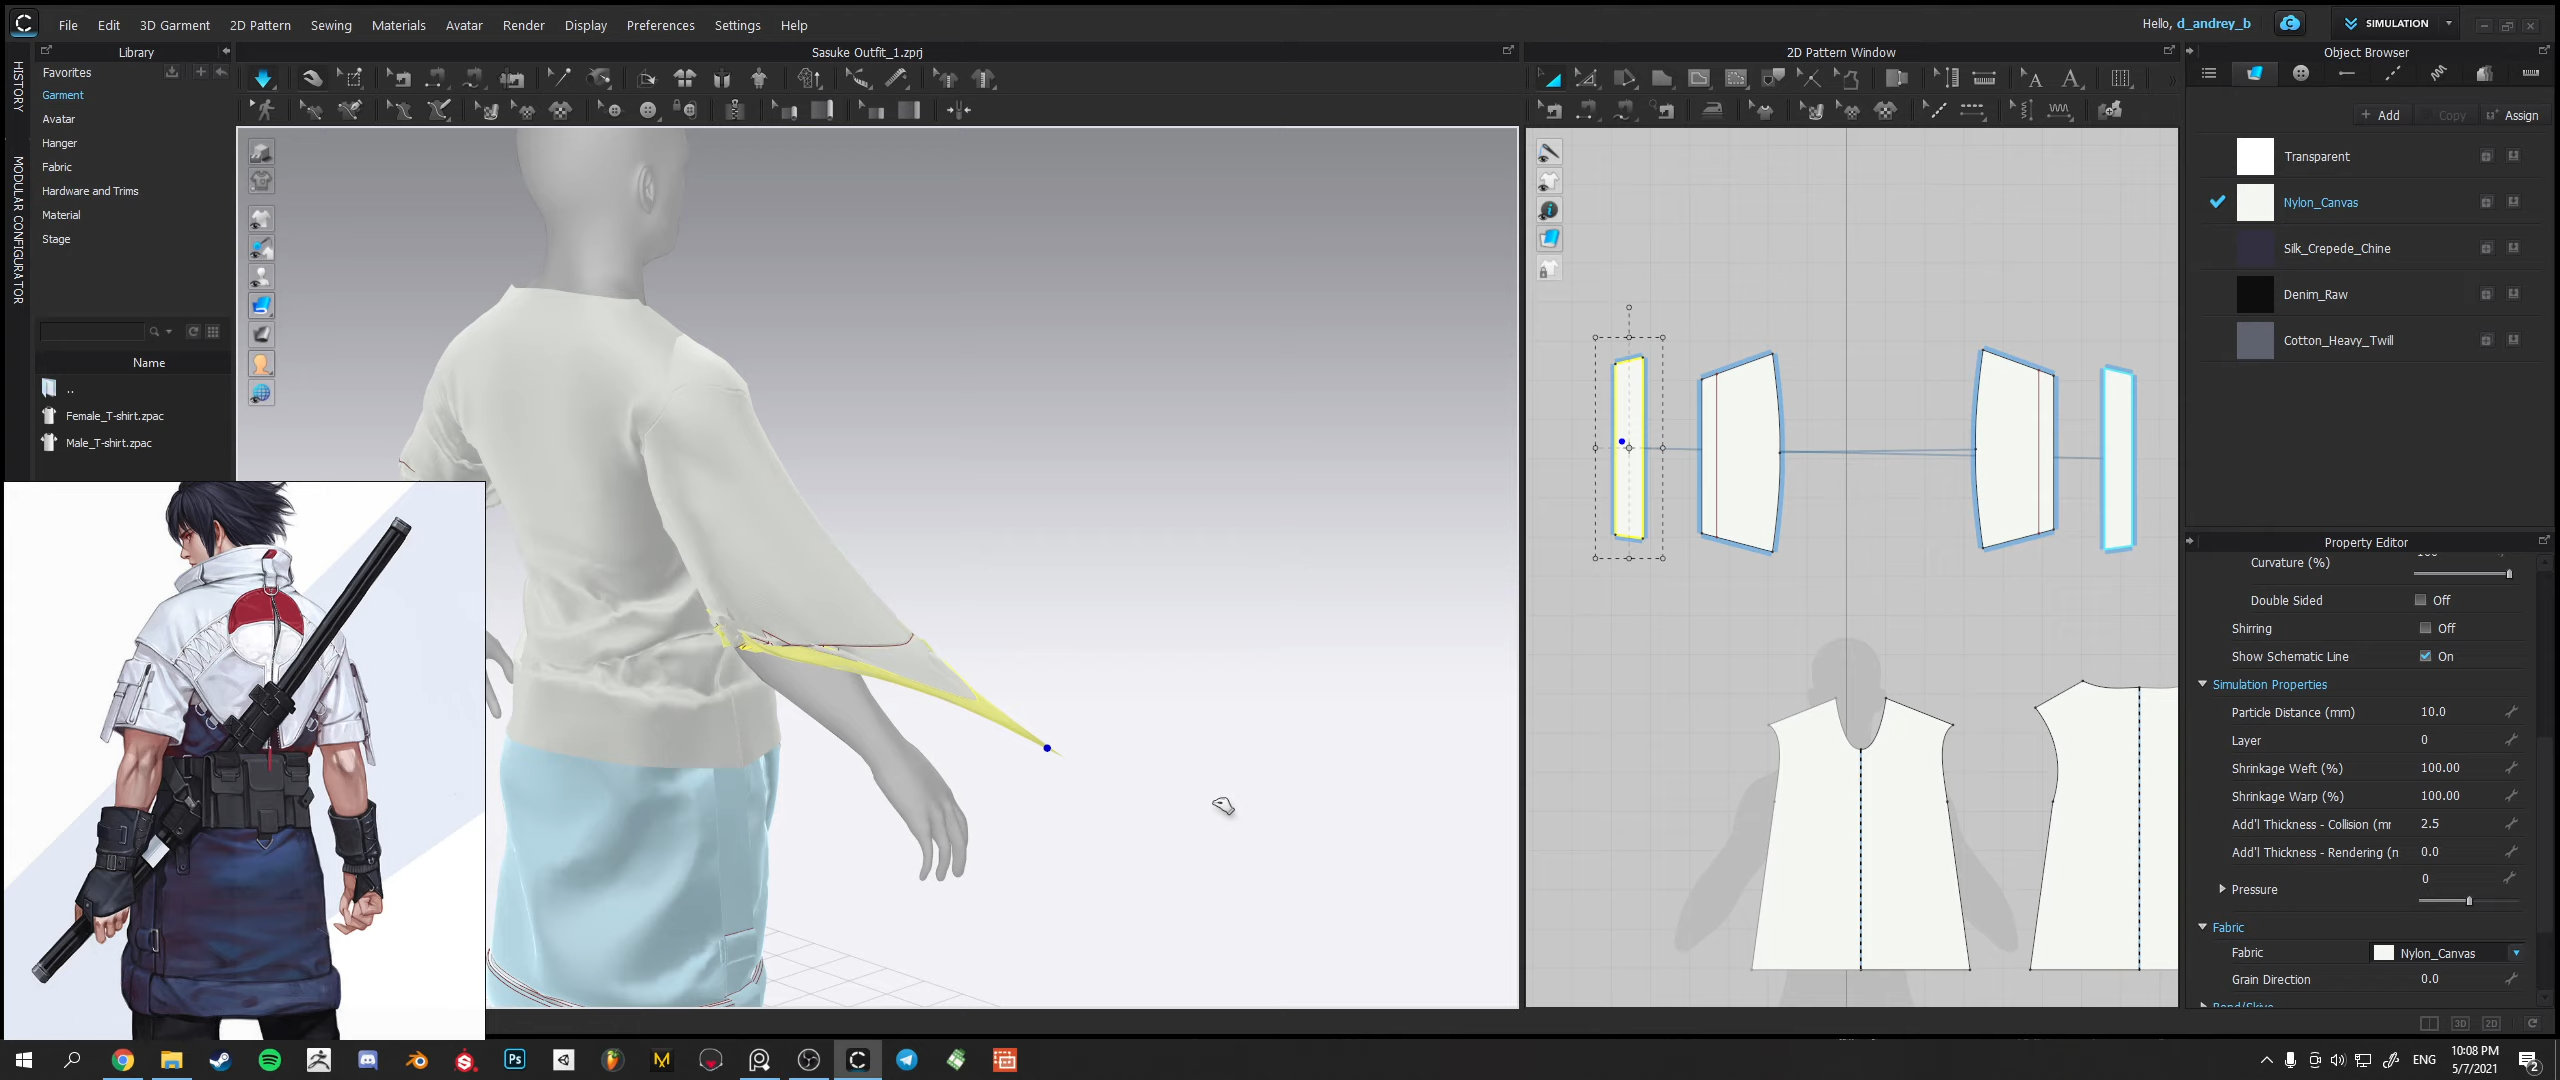 File Edit 3D Garment 2D Pattern Sewing Materials Avatar Render Display Preferences Settings Help
Hello, d_andrey_b
SIMULATION
HISTORY
MODULAR CONFIGURATOR
Library
Favorites
Garment
Avatar
Hanger
Fabric
Hardware and Trims
Material
Stage
Name
..
Female_T-shirt.zpac
Male_T-shirt.zpac
Sasuke Outfit_1.zprj
2D Pattern Window
Object Browser
Add Copy Assign
Transparent
Nylon_Canvas
Silk_Crepede_Chine
Denim_Raw
Cotton_Heavy_Twill
Property Editor
Curvature (%)
Double Sided Off
Shirring Off
Show Schematic Line On
Simulation Properties
Particle Distance (mm) 10.0
Layer 0
Shrinkage Weft (%) 100.00
Shrinkage Warp (%) 100.00
Add'l Thickness - Collision (mr 2.5
Add'l Thickness - Rendering (n 0.0
Pressure 0
Fabric
Fabric Nylon_Canvas
Grain Direction 0.0
3D 2D
ENG
10:08 PM
5/7/2021
2